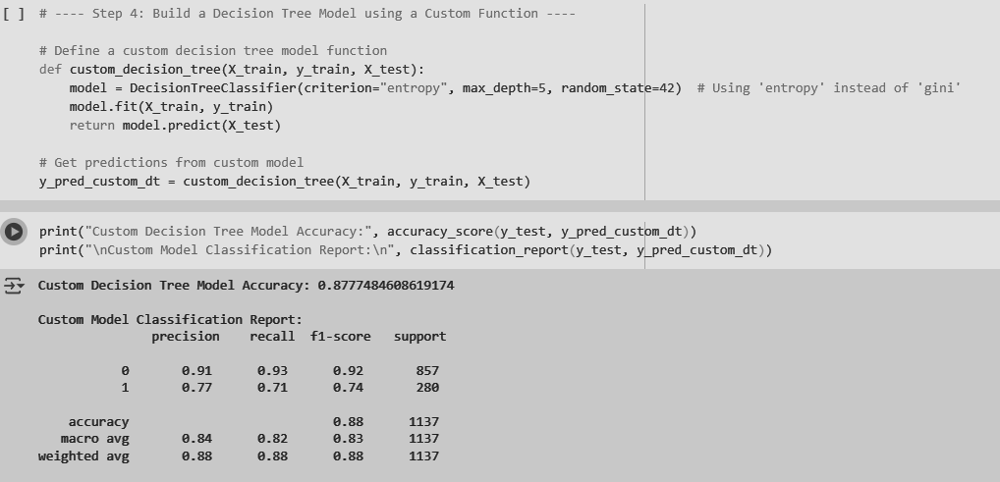 [ ] # ---- Step 4: Build a Decision Tree Model using a Custom Function ----
# Define a custom decision tree model function
def custom_decision_tree(X_train, y_train, X_test):
    model = DecisionTreeClassifier(criterion="entropy", max_depth=5, random_state=42)  # Using 'entropy' instead of 'gini'
    model.fit(X_train, y_train)
    return model.predict(X_test)
# Get predictions from custom model
y_pred_custom_dt = custom_decision_tree(X_train, y_train, X_test)
print("Custom Decision Tree Model Accuracy:", accuracy_score(y_test, y_pred_custom_dt))
print("\nCustom Model Classification Report:\n", classification_report(y_test, y_pred_custom_dt))
Custom Decision Tree Model Accuracy: 0.8777484608619174
Custom Model Classification Report:
               precision    recall  f1-score   support
           0       0.91      0.93      0.92       857
           1       0.77      0.71      0.74       280
    accuracy                           0.88      1137
   macro avg       0.84      0.82      0.83      1137
weighted avg       0.88      0.88      0.88      1137